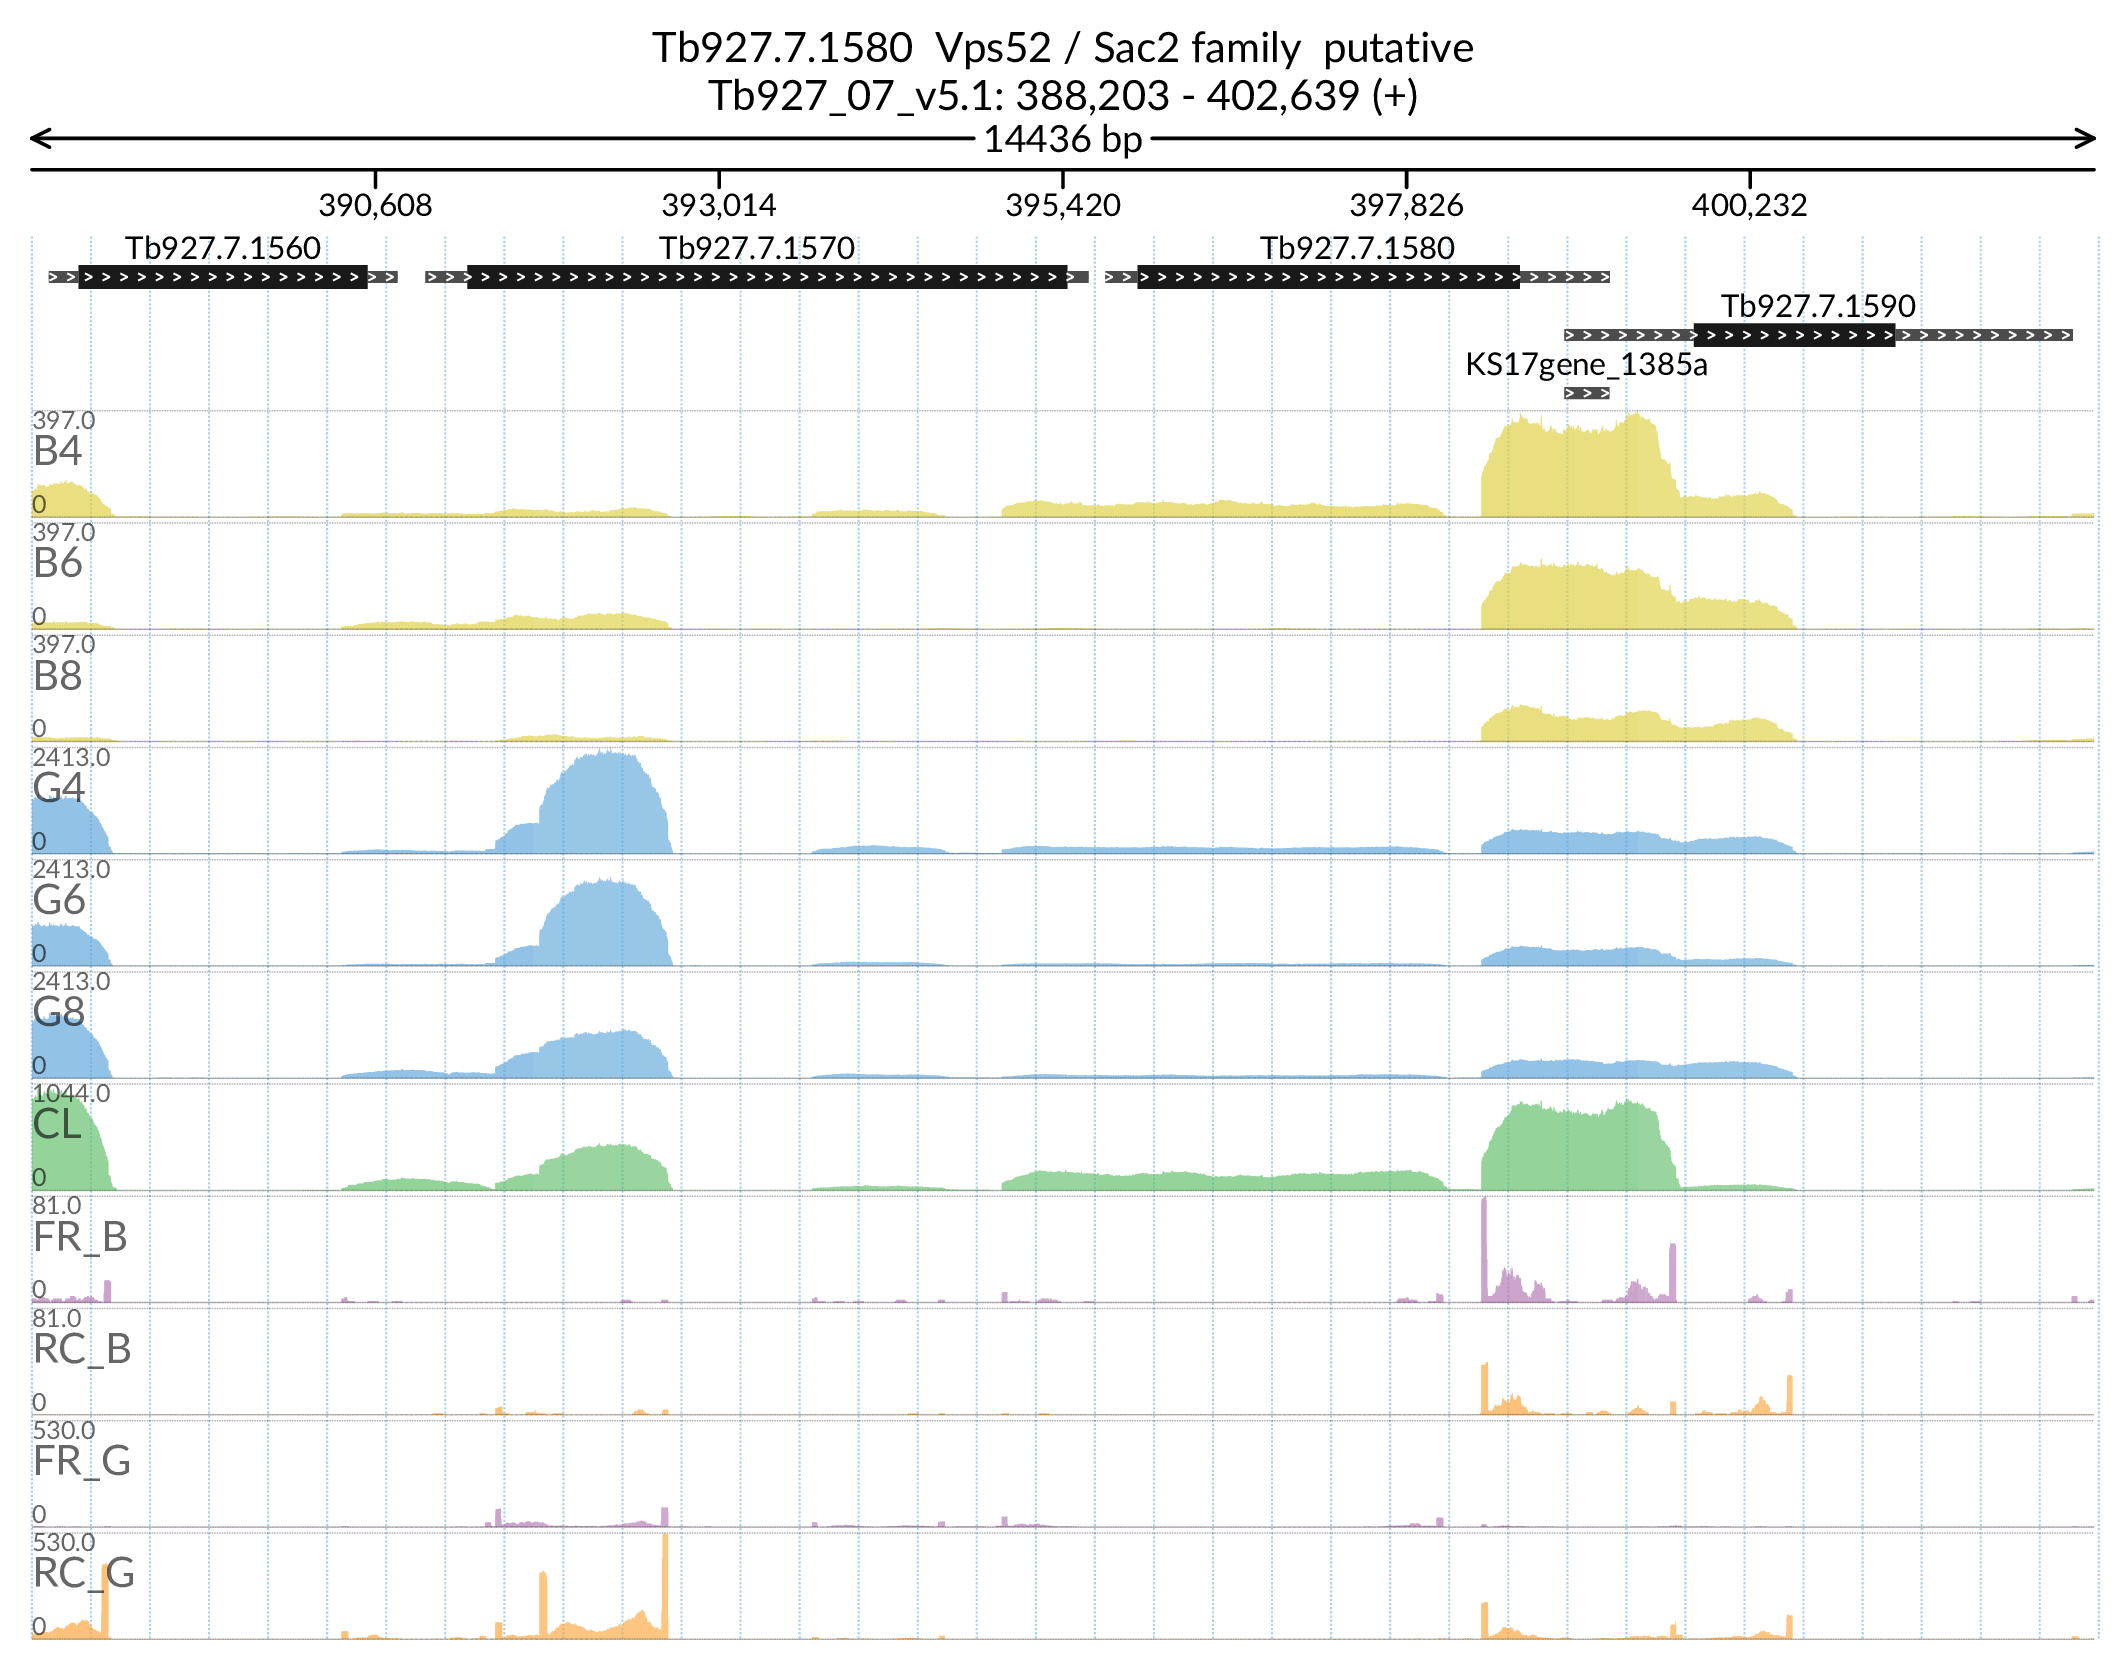 Tb927.7.1580  Vps52 / Sac2 family  putative
Tb927_07_v5.1: 388,203 - 402,639 (+)
14436 bp
390,608 393,014 395,420 397,826 400,232
Tb927.7.1560 Tb927.7.1570 Tb927.7.1580
Tb927.7.1590
KS17gene_1385a
397.0
B4
0
397.0
B6
0
397.0
B8
0
2413.0
G4
0
2413.0
G6
0
2413.0
G8
0
1044.0
CL
0
81.0
FR_B
0
81.0
RC_B
0
530.0
FR_G
0
530.0
RC_G
0